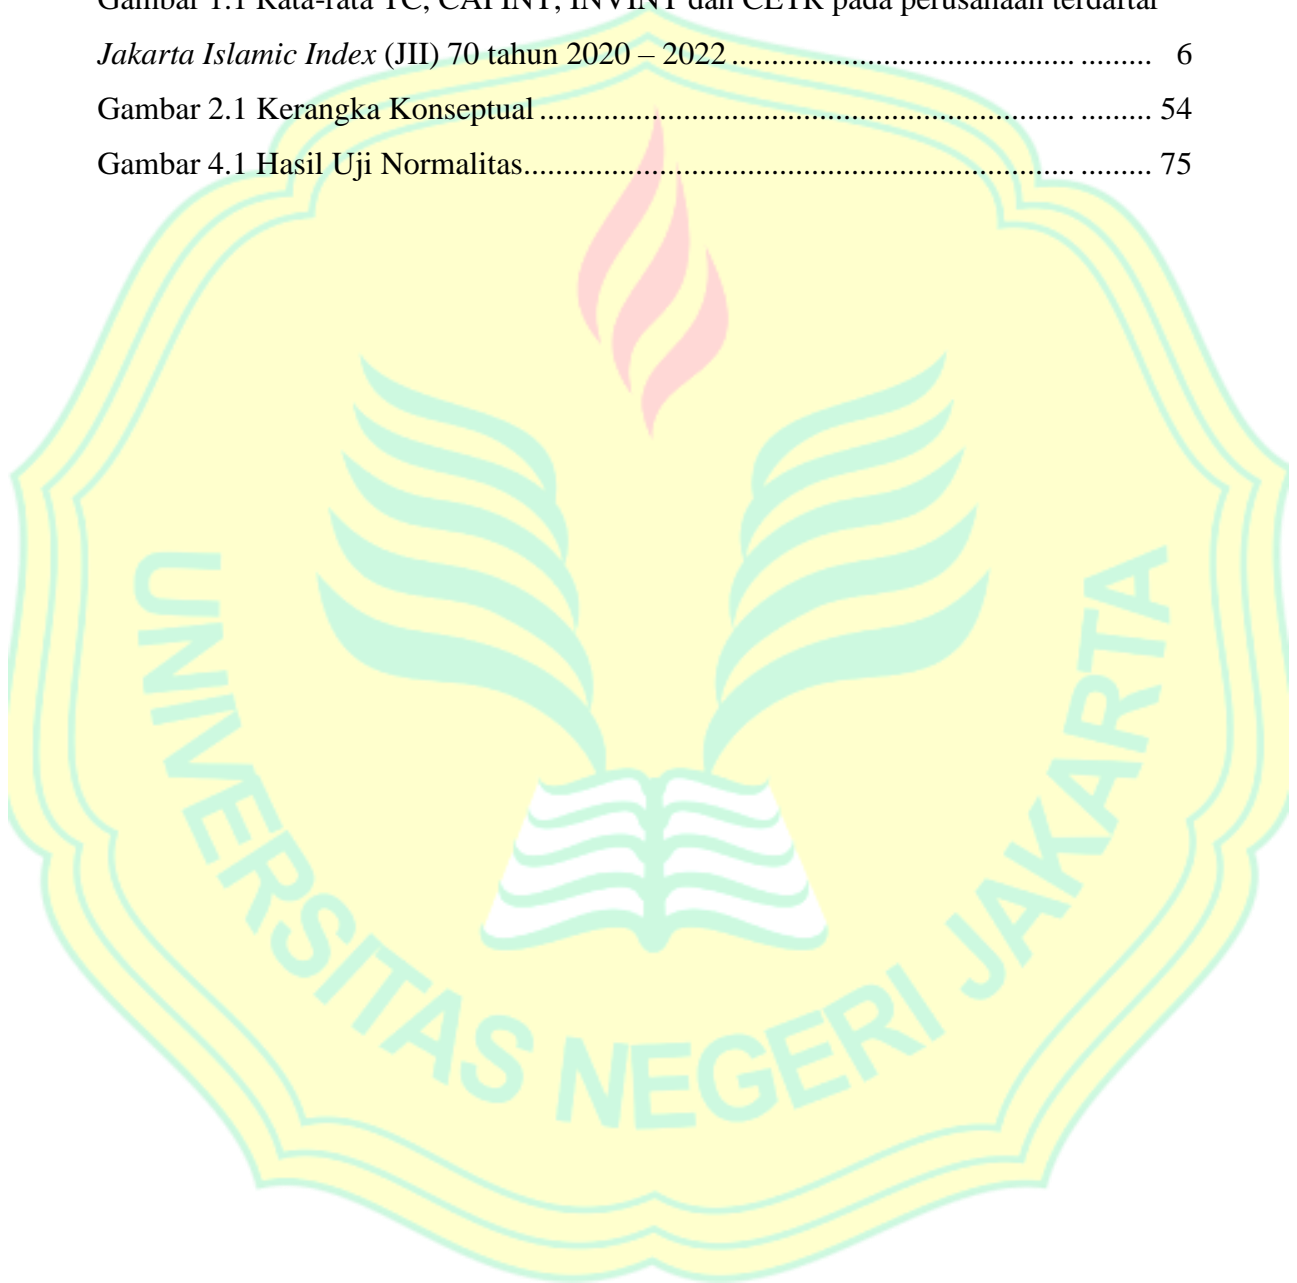 Gambar 1.1 Rata-rata TC, CAPINT, INVINT dan CETR pada perusahaan terdaftar
Jakarta Islamic Index (JII) 70 tahun 2020 – 2022 ............................................ ......... 6
Gambar 2.1 Kerangka Konseptual .................................................................... ......... 54
Gambar 4.1 Hasil Uji Normalitas...................................................................... ......... 75
UNIVERSITAS NEGERI JAKARTA